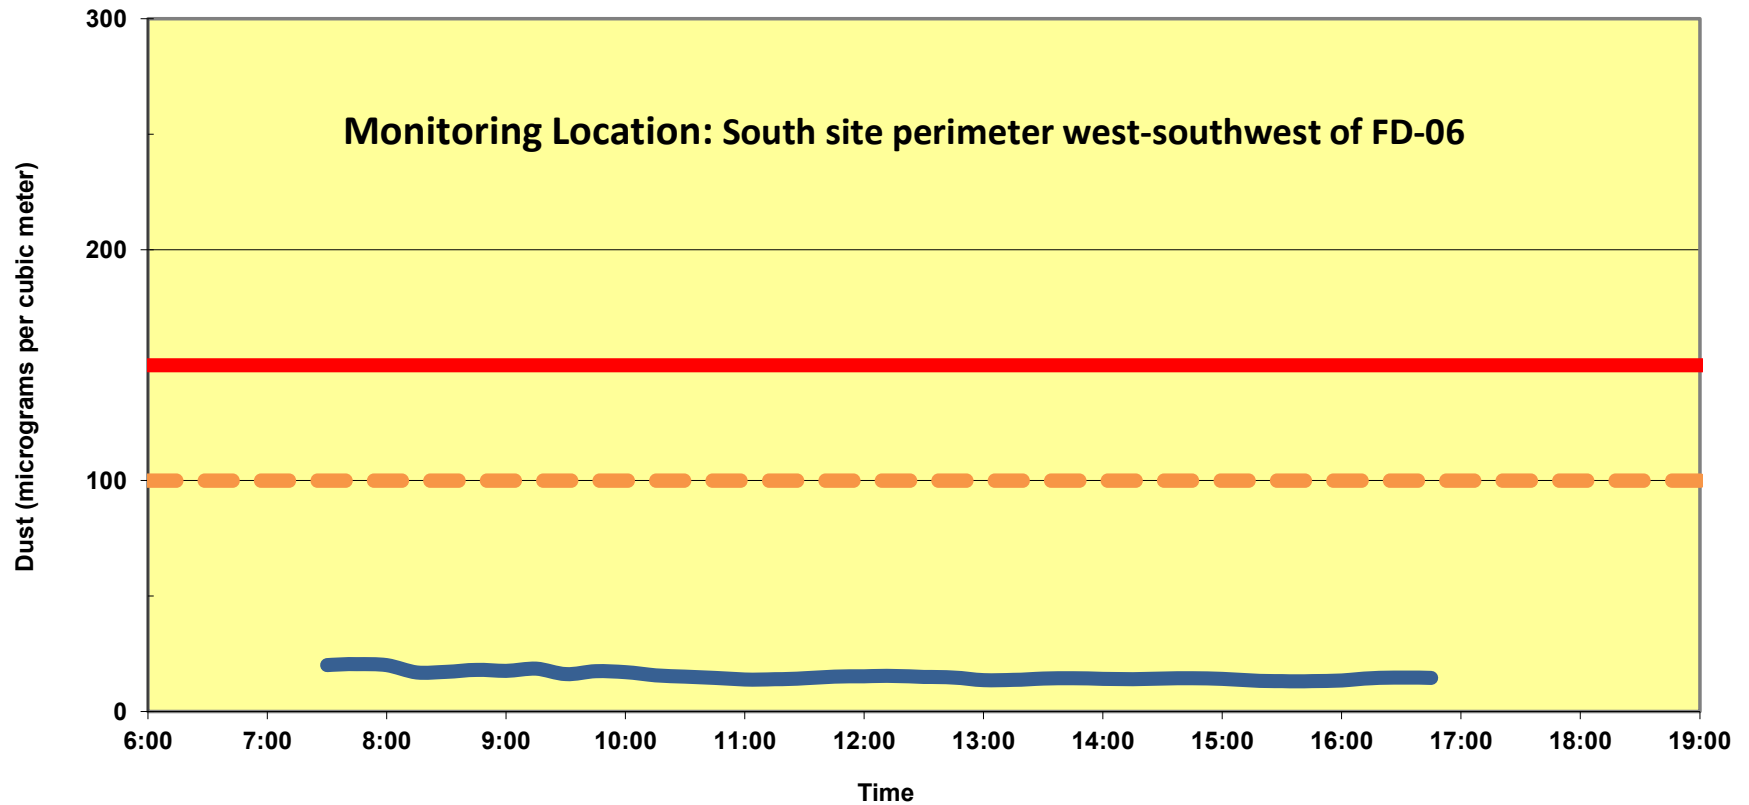 300
Monitoring Location: South site perimeter west-southwest of FD-06
200
100
0
Dust (micrograms per cubic meter)
6:00 7:00 8:00 9:00 10:00 11:00 12:00 13:00 14:00 15:00 16:00 17:00 18:00 19:00
Time